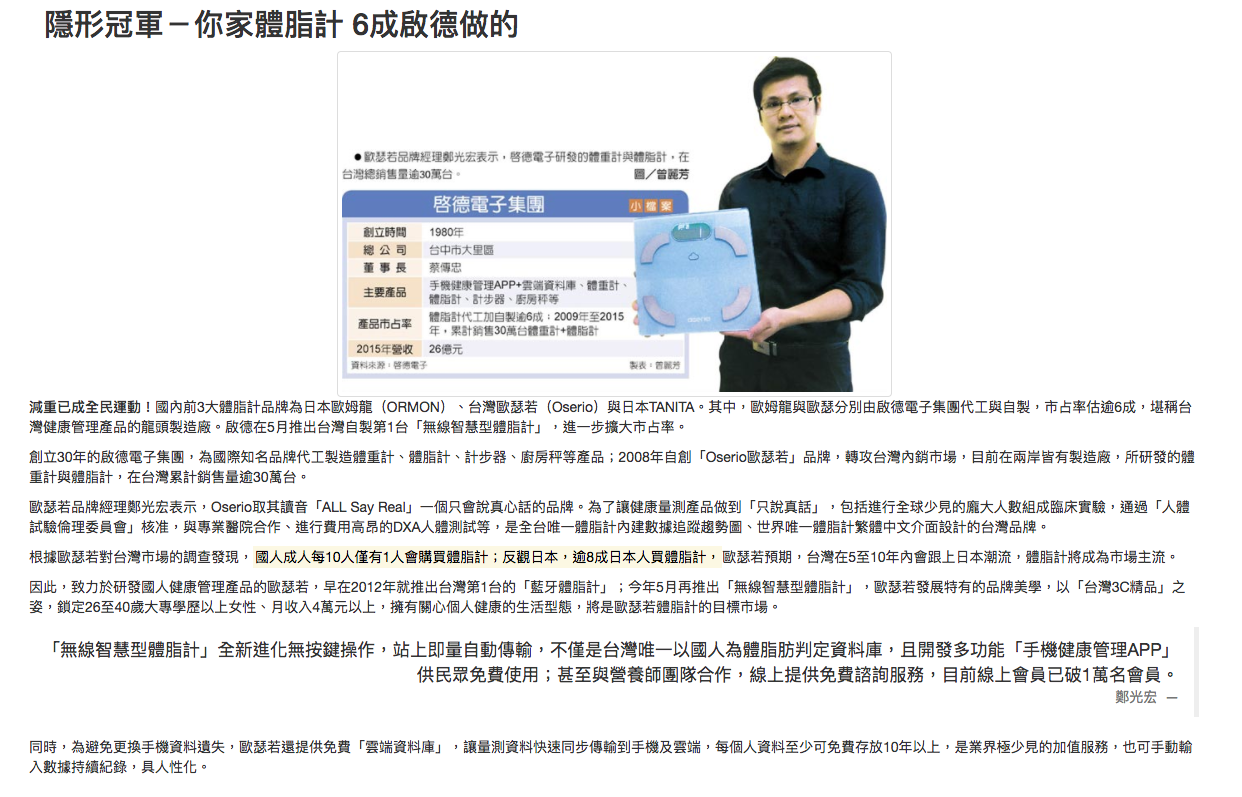 隱形冠軍－你家體脂計 6成啟德做的
●歐瑟若品牌經理鄭光宏表示，啓德電子研發的體重計與體脂計，在
台灣總銷售量逾30萬台。 圖／曾麗芳
啓德電子集團 小檔案
創立時間 1980年
總公司 台中市大里區
董事長 蔡傳忠
主要產品 手機健康管理APP+雲端資料庫、體重計、
體脂計、計步器、廚房秤等
產品市占率 體脂計代工加自製逾6成；2009年至2015
年，累計銷售30萬台體重計+體脂計
2015年營收 26億元
資料來源：啓德電子 製表：曾麗芳
oserio
減重已成全民運動！國內前3大體脂計品牌為日本歐姆龍（ORMON）、台灣歐瑟若（Oserio）與日本TANITA。其中，歐姆龍與歐瑟分別由啟德電子集團代工與自製，市占率估逾6成，堪稱台
灣健康管理產品的龍頭製造廠。啟德在5月推出台灣自製第1台「無線智慧型體脂計」，進一步擴大市占率。
創立30年的啟德電子集團，為國際知名品牌代工製造體重計、體脂計、計步器、廚房秤等產品；2008年自創「Oserio歐瑟若」品牌，轉攻台灣內銷市場，目前在兩岸皆有製造廠，所研發的體
重計與體脂計，在台灣累計銷售量逾30萬台。
歐瑟若品牌經理鄭光宏表示，Oserio取其讀音「ALL Say Real」一個只會說真心話的品牌。為了讓健康量測產品做到「只說真話」，包括進行全球少見的龐大人數組成臨床實驗，通過「人體
試驗倫理委員會」核准，與專業醫院合作、進行費用高昂的DXA人體測試等，是全台唯一體脂計內建數據追蹤趨勢圖、世界唯一體脂計繁體中文介面設計的台灣品牌。
根據歐瑟若對台灣市場的調查發現，國人成人每10人僅有1人會購買體脂計；反觀日本，逾8成日本人買體脂計，歐瑟若預期，台灣在5至10年內會跟上日本潮流，體脂計將成為市場主流。
因此，致力於研發國人健康管理產品的歐瑟若，早在2012年就推出台灣第1台的「藍牙體脂計」；今年5月再推出「無線智慧型體脂計」，歐瑟若發展特有的品牌美學，以「台灣3C精品」之
姿，鎖定26至40歲大專學歷以上女性、月收入4萬元以上，擁有關心個人健康的生活型態，將是歐瑟若體脂計的目標市場。
「無線智慧型體脂計」全新進化無按鍵操作，站上即量自動傳輸，不僅是台灣唯一以國人為體脂肪判定資料庫，且開發多功能「手機健康管理APP」
供民眾免費使用；甚至與營養師團隊合作，線上提供免費諮詢服務，目前線上會員已破1萬名會員。
鄭光宏 —
同時，為避免更換手機資料遺失，歐瑟若還提供免費「雲端資料庫」，讓量測資料快速同步傳輸到手機及雲端，每個人資料至少可免費存放10年以上，是業界極少見的加值服務，也可手動輸
入數據持續紀錄，具人性化。